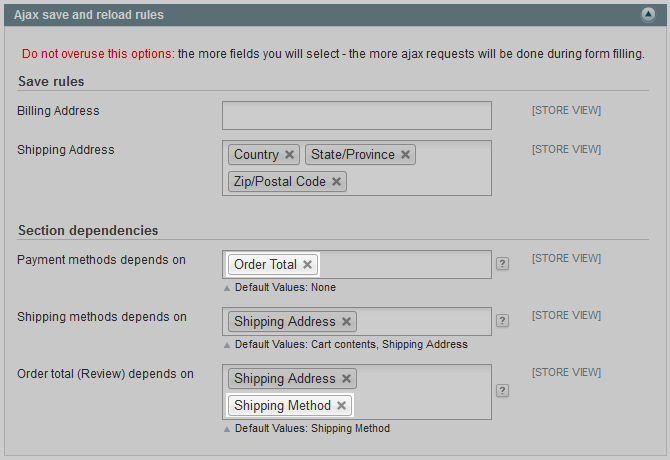 Ajax save and reload rules
Do not overuse this options: the more fields you will select - the more ajax requests will be done during form filling.
Save rules
Billing Address [STORE VIEW]
Shipping Address Country State/Province [STORE VIEW]
Zip/Postal Code
Section dependencies
Payment methods depends on Order Total ? [STORE VIEW]
Default Values: None
Shipping methods depends on Shipping Address ? [STORE VIEW]
Default Values: Cart contents, Shipping Address
Order total (Review) depends on Shipping Address ? [STORE VIEW]
Shipping Method
Default Values: Shipping Method